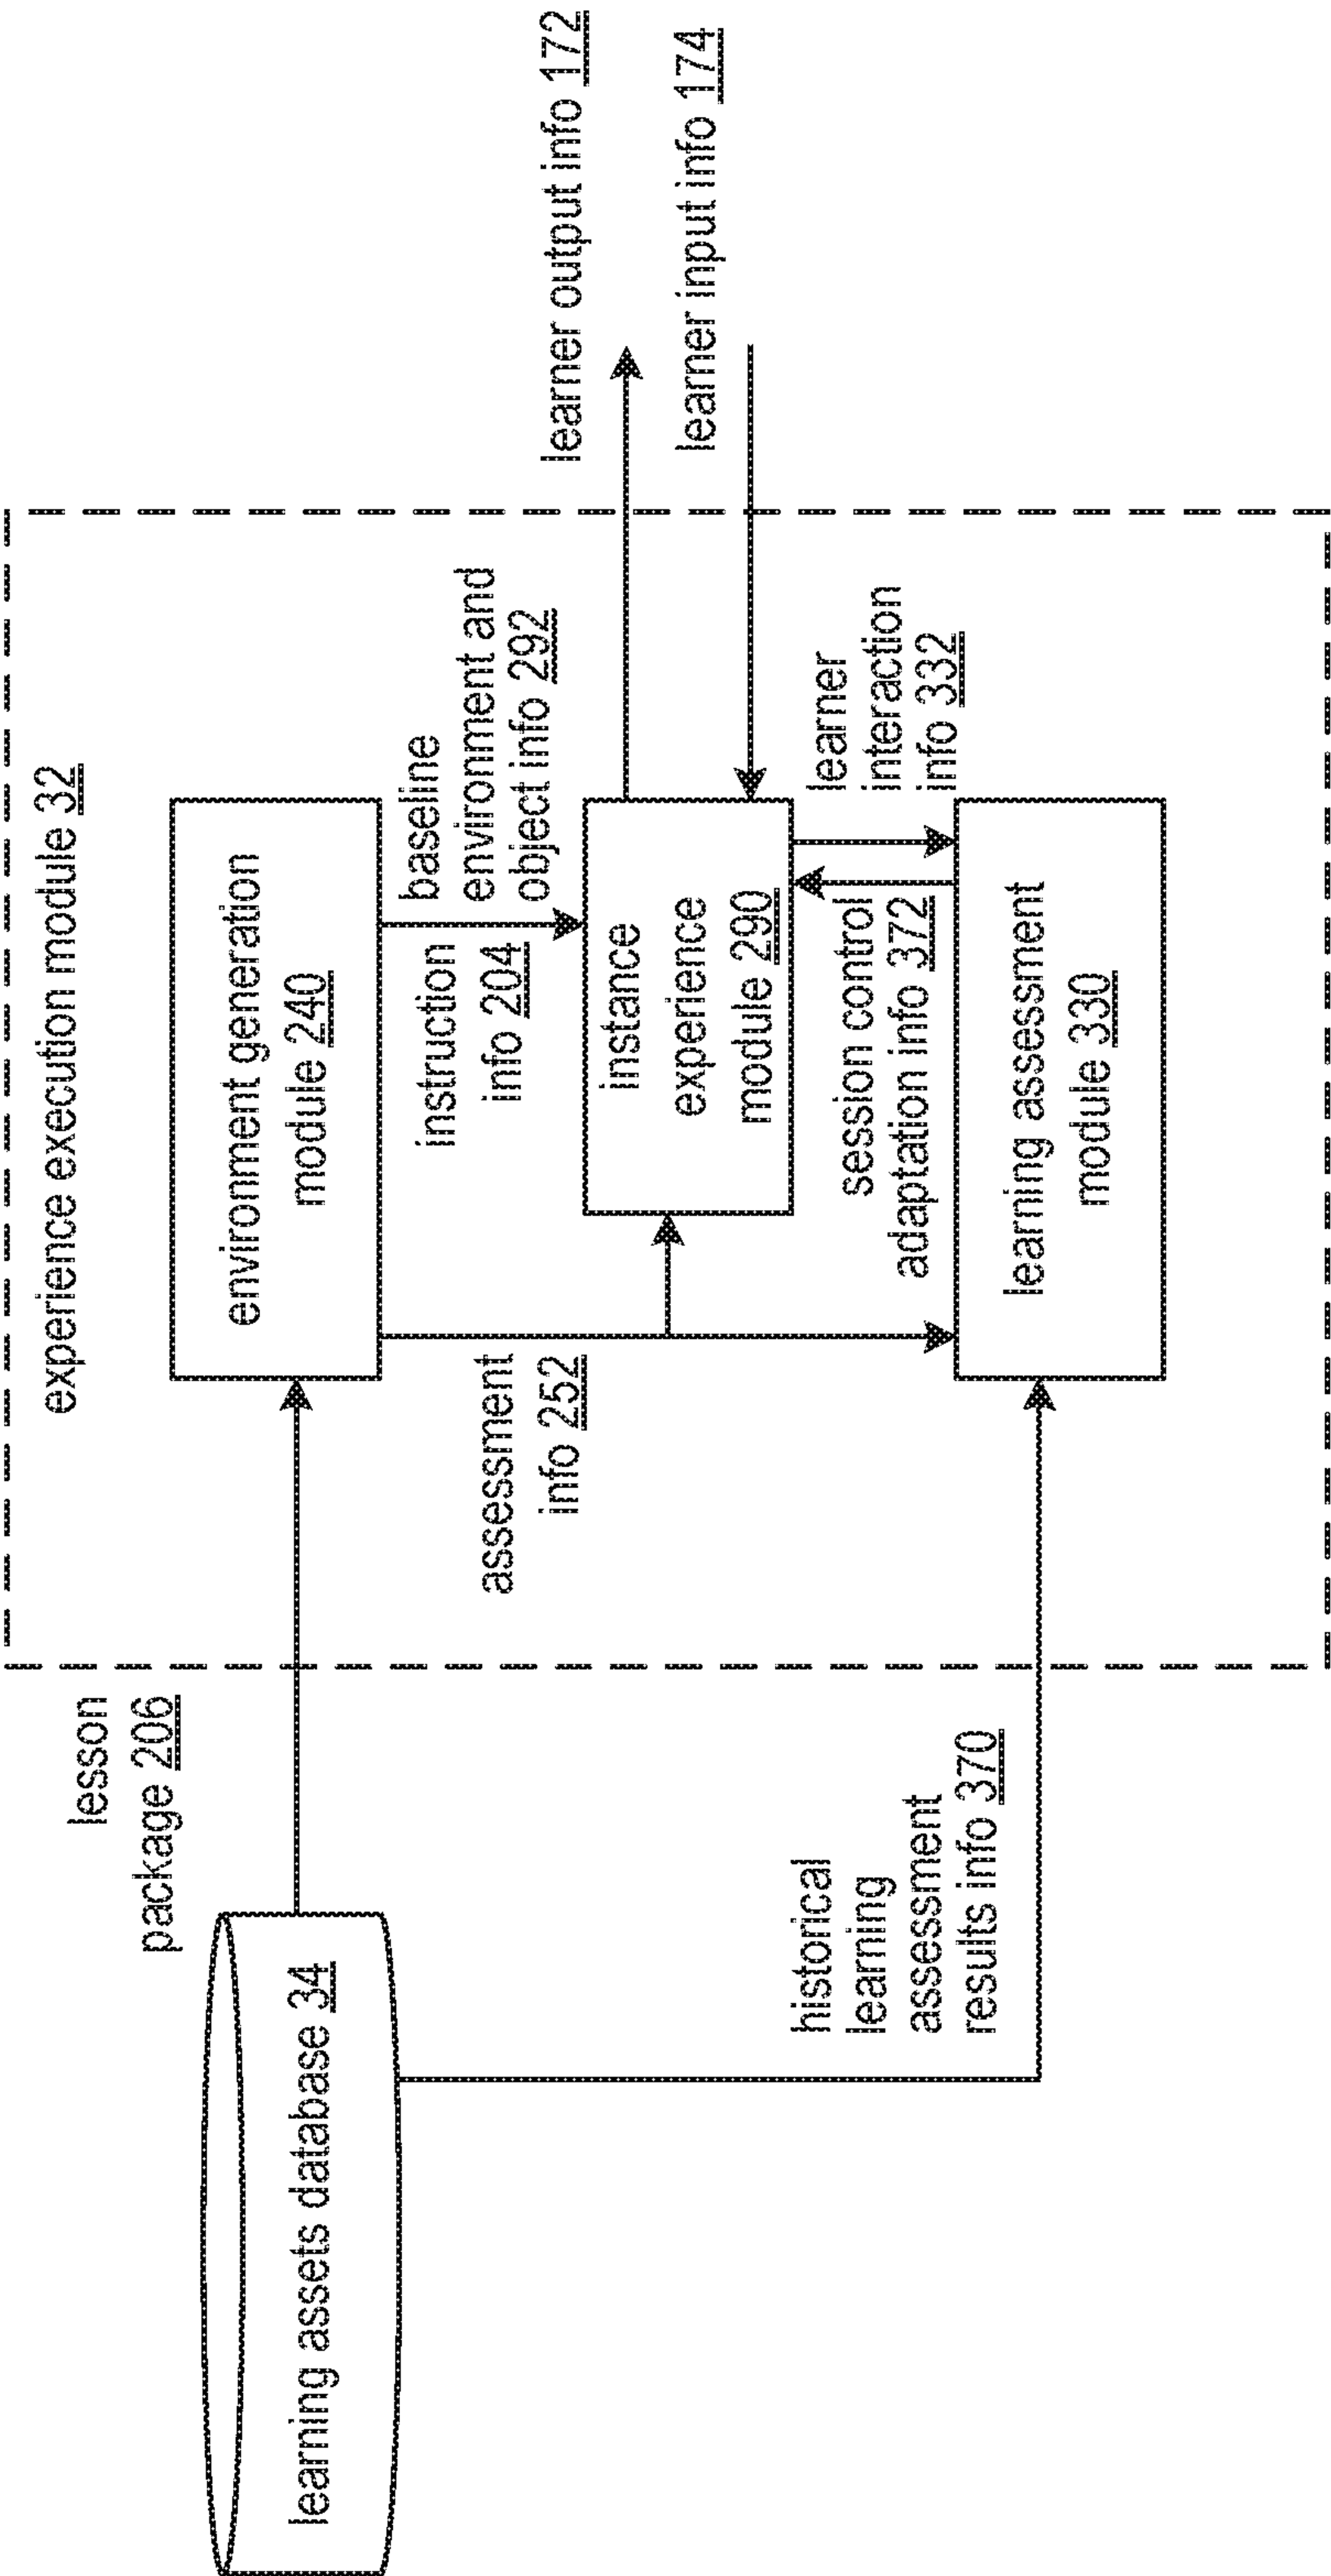 experience execution module 32
lesson
package 206
learning assets database 34
environment generation
module 240
assessment
info 252
instruction
info 204
baseline
environment and
object info 292
instance
experience
module 290
learner output info 172
learner input info 174
historical
learning
assessment
results info 370
session control
adaptation info 372
learner
interaction
info 332
learning assessment
module 330